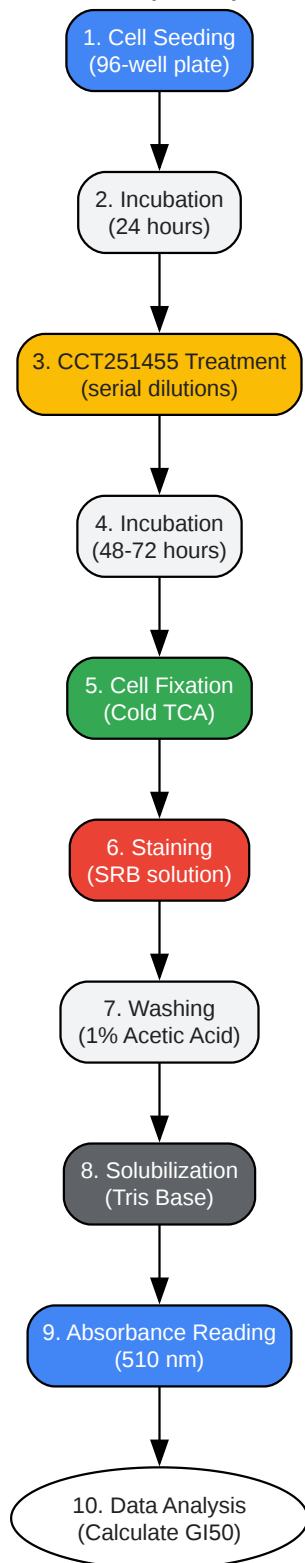 1. Cell Seeding
(96-well plate)
2. Incubation
(24 hours)
3. CCT251455 Treatment
(serial dilutions)
4. Incubation
(48-72 hours)
5. Cell Fixation
(Cold TCA)
6. Staining
(SRB solution)
7. Washing
(1% Acetic Acid)
8. Solubilization
(Tris Base)
9. Absorbance Reading
(510 nm)
10. Data Analysis
(Calculate GI50)